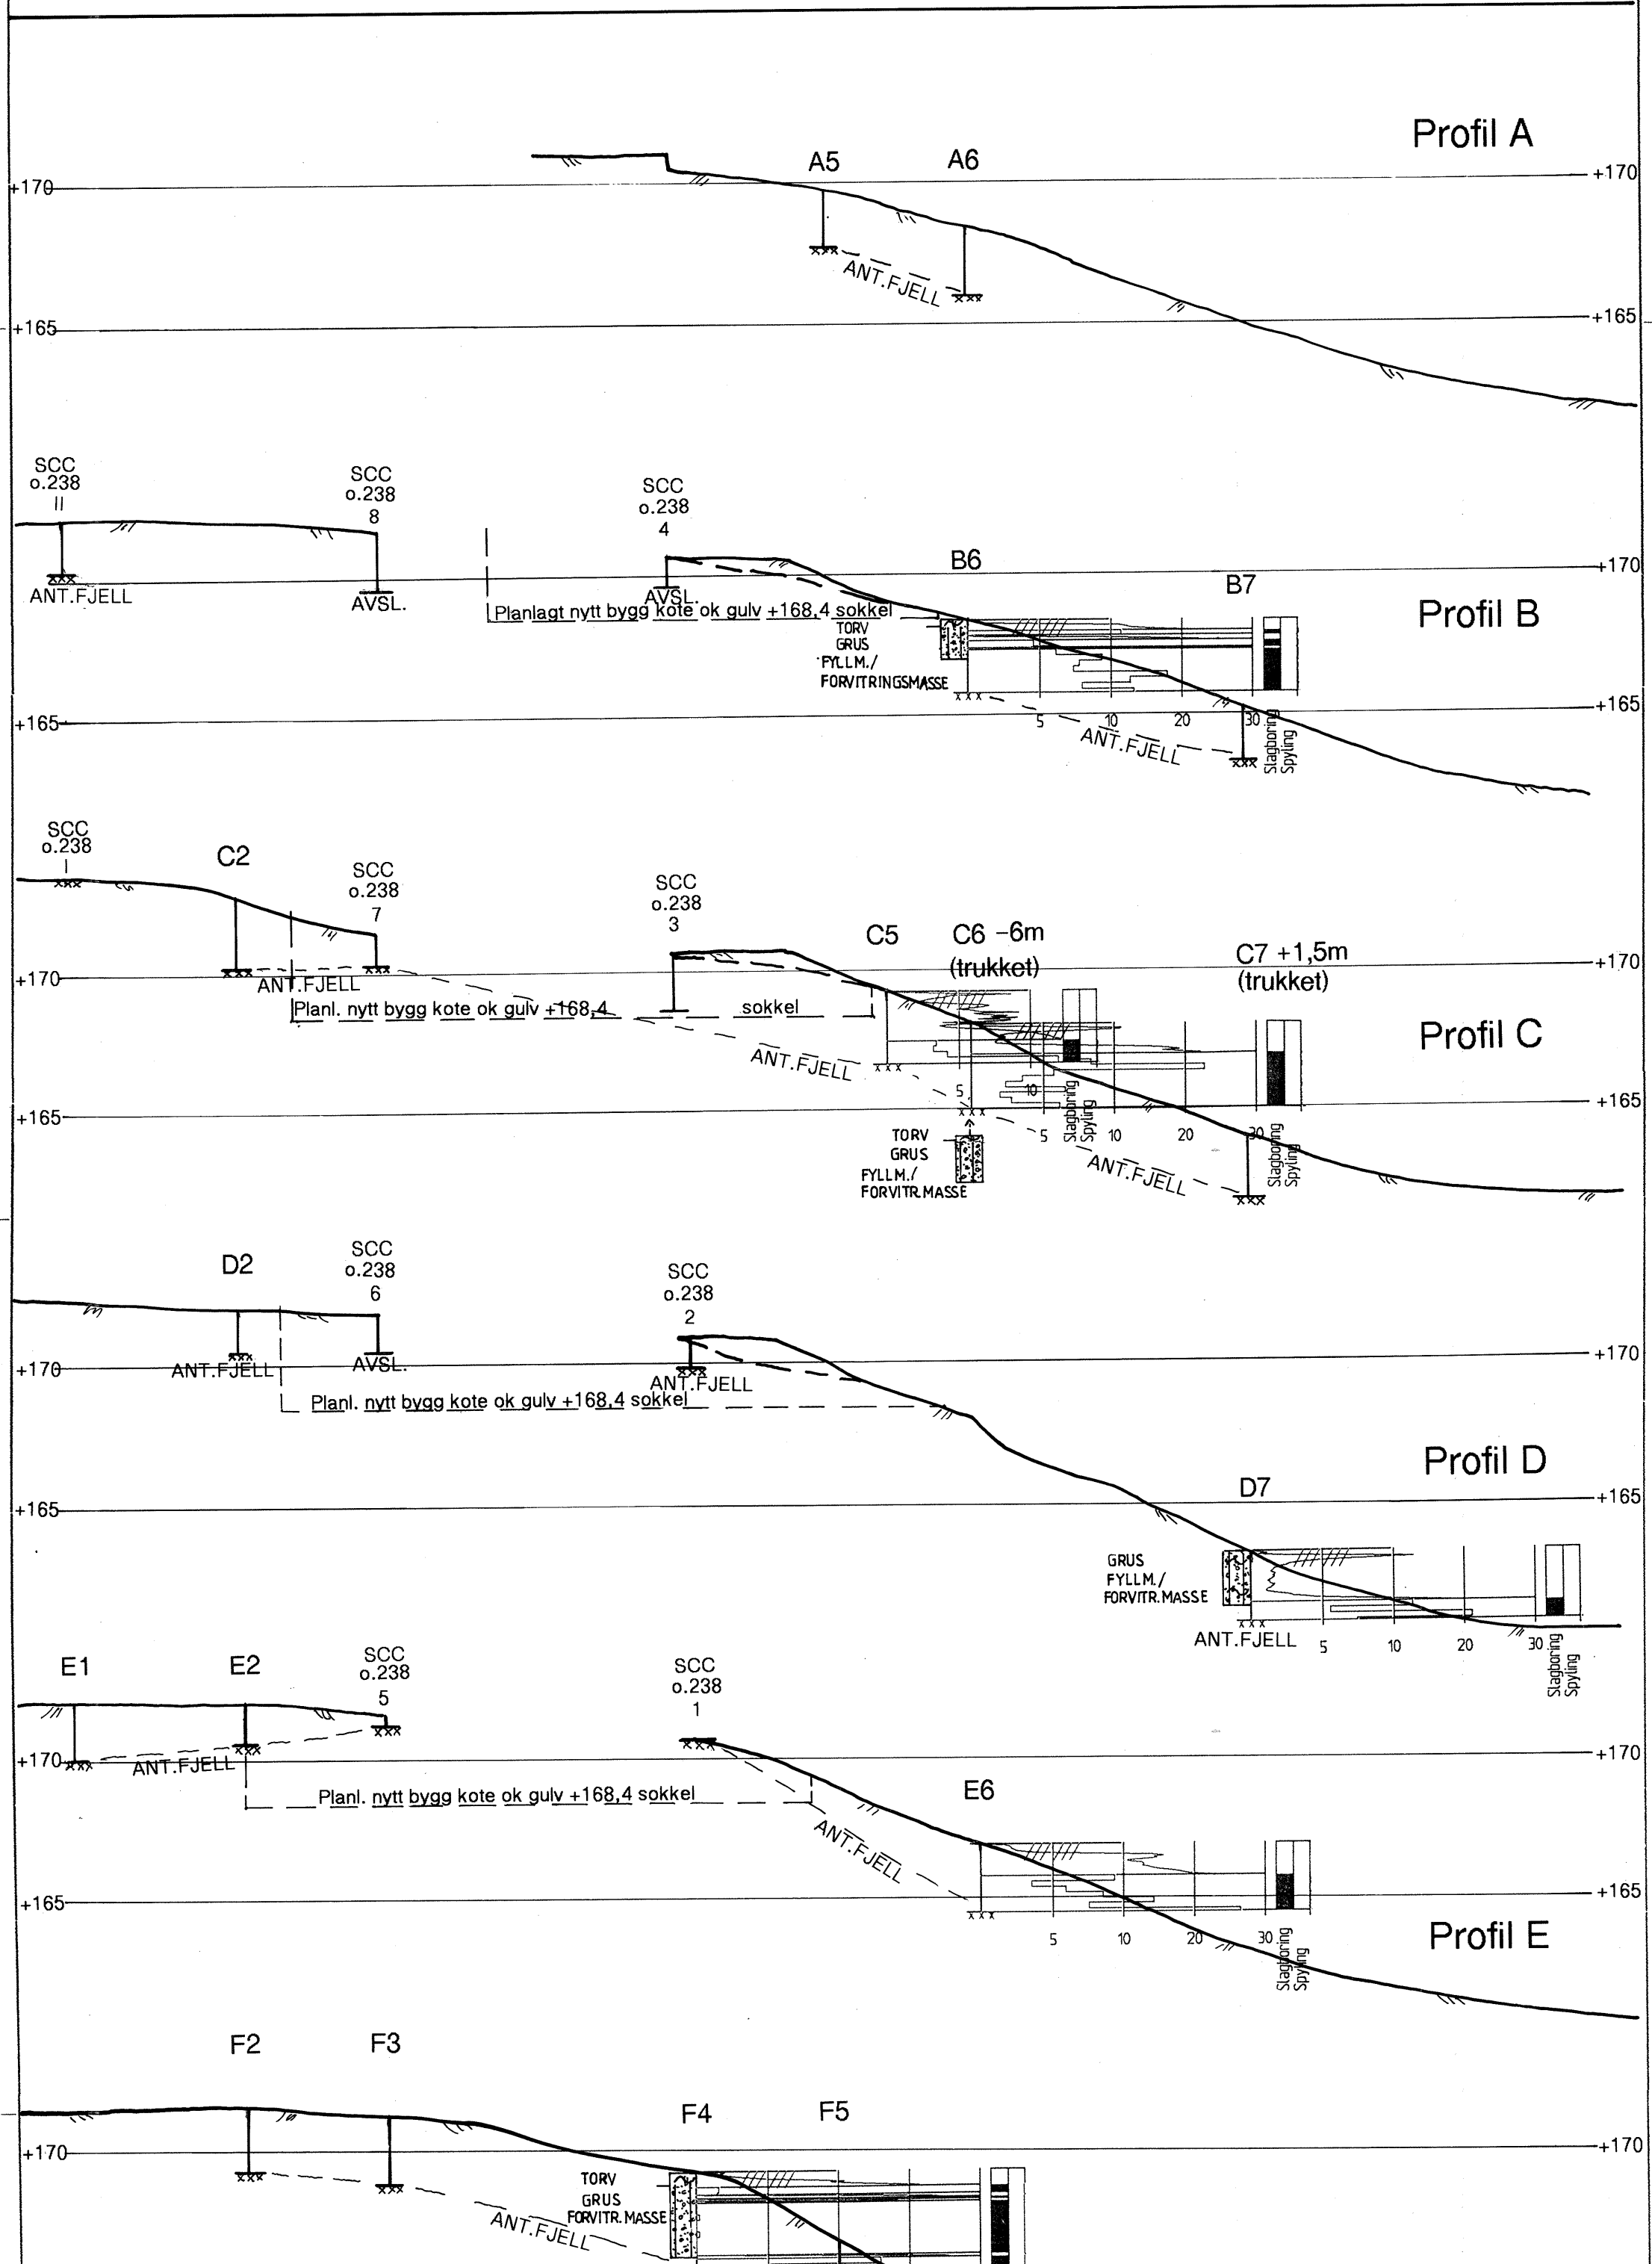 Profil A
A5
A6
+170
+170
ANT.FJELL
+165
+165
SCC
o.238
II
SCC
o.238
8
SCC
o.238
4
B6
+170
B7
ANT.FJELL
AVSL.
AVSL.
Planlagt nytt bygg kote ok gulv +168,4 sokkel
Profil B
TORV
GRUS
FYLLM./
FORVITRINGSMASSE
+165
+165
5
10
20
30
ANT.FJELL
Slagboring
Spyling
SCC
o.238
I
C2
SCC
o.238
7
SCC
o.238
3
C5
C6 -6m
(trukket)
C7 +1,5m
(trukket)
+170
+170
ANT.FJELL
Planl. nytt bygg kote ok gulv +168,4
sokkel
Profil C
ANT.FJELL
5
10
Slagboring
Spyling
+165
+165
5
10
20
30
TORV
GRUS
FYLLM./
FORVITR.MASSE
ANT.FJELL
Slagboring
Spyling
D2
SCC
o.238
6
SCC
o.238
2
+170
+170
ANT.FJELL
AVSL.
ANT.FJELL
Planl. nytt bygg kote ok gulv +168,4 sokkel
Profil D
D7
+165
+165
GRUS
FYLLM./
FORVITR.MASSE
ANT.FJELL
5
10
20
30
Slagboring
Spyling
E1
E2
SCC
o.238
5
SCC
o.238
1
+170
+170
ANT.FJELL
Planl. nytt bygg kote ok gulv +168,4 sokkel
E6
ANT.FJELL
+165
+165
Profil E
5
10
20
30
Slagboring
Spyling
F2
F3
F4
F5
+170
+170
TORV
GRUS
FORVITR.MASSE
ANT.FJELL